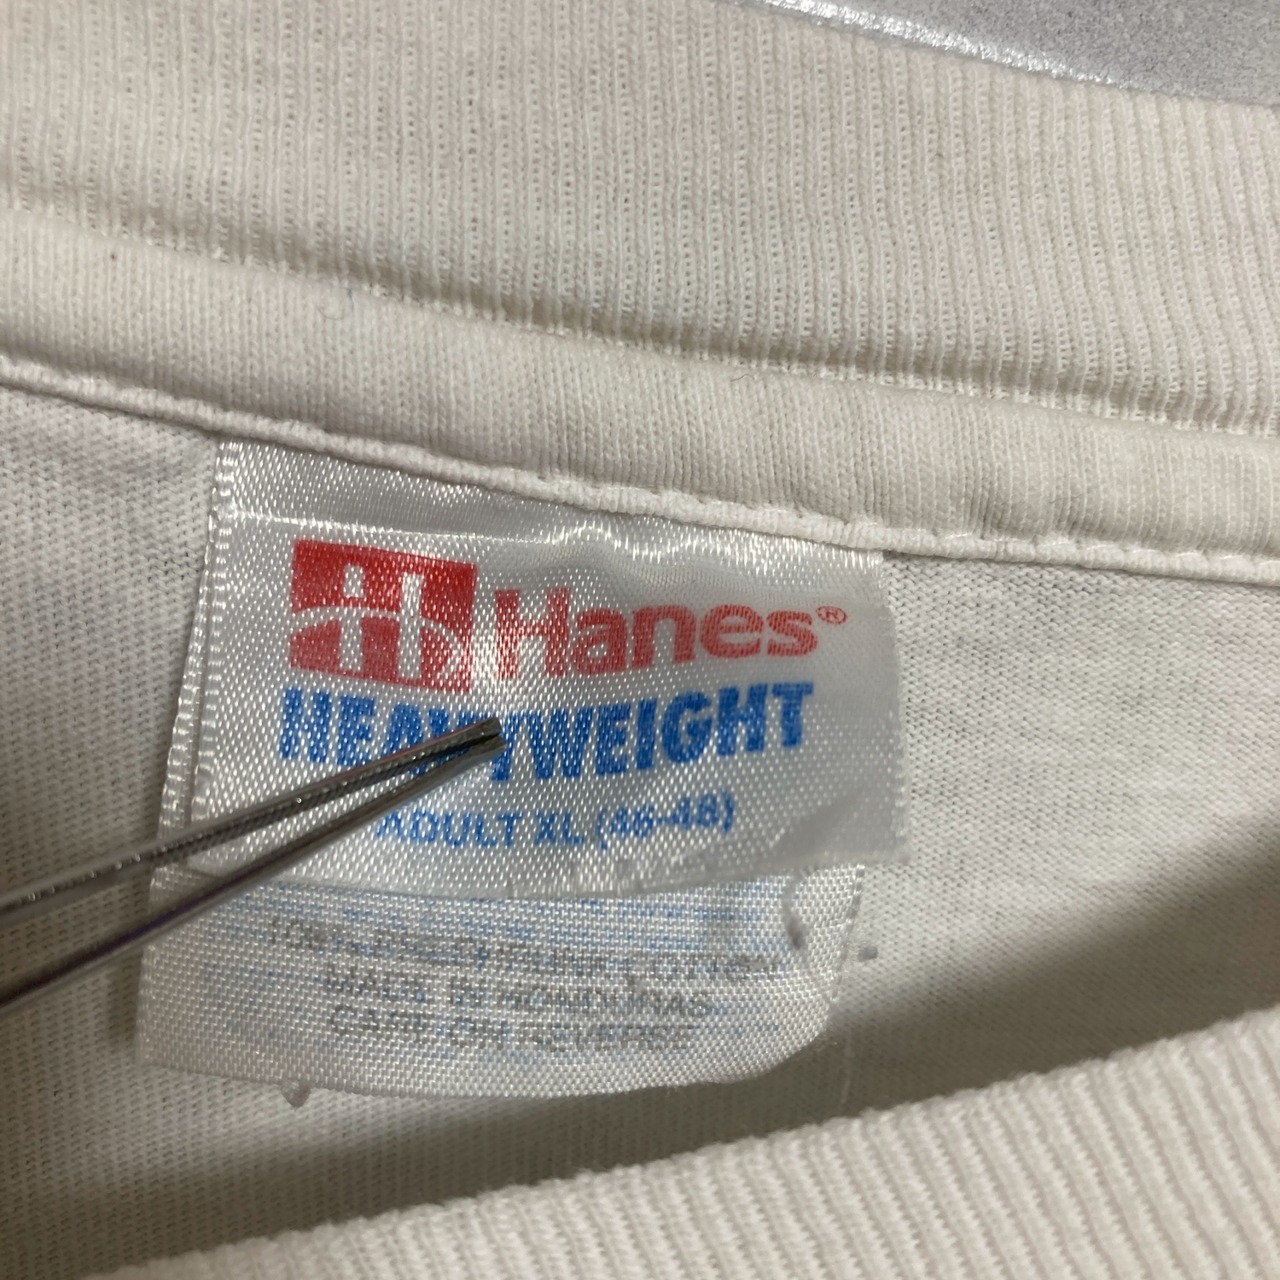 Hanes®
HEAVYWEIGHT
ADULT XL (46-48)
MADE IN HONDURAS
CARE ON REVERSE